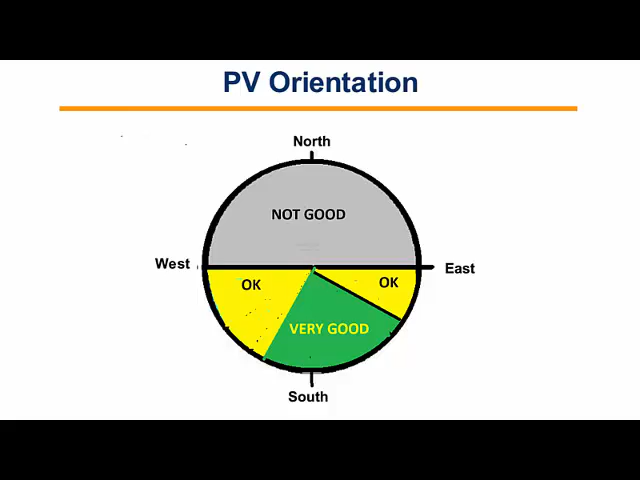 PV Orientation
North
NOT GOOD
West
East
OK
OK
VERY GOOD
South